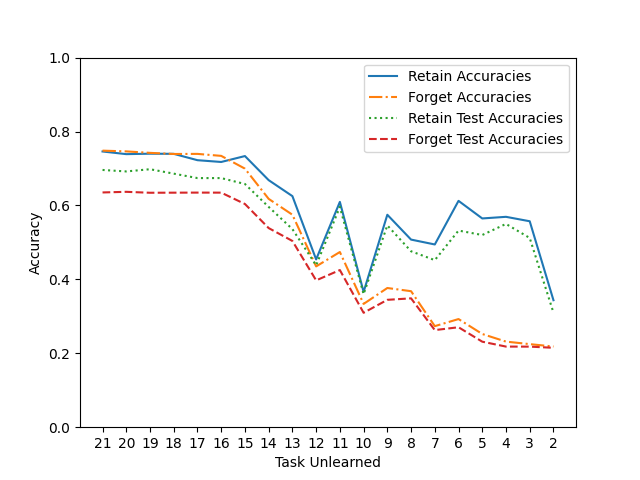 1.0
0.8
0.6
0.4
0.2
0.0
Accuracy
Retain Accuracies
Forget Accuracies
Retain Test Accuracies
Forget Test Accuracies
21 20 19 18 17 16 15 14 13 12 11 10 9 8 7 6 5 4 3 2
Task Unlearned